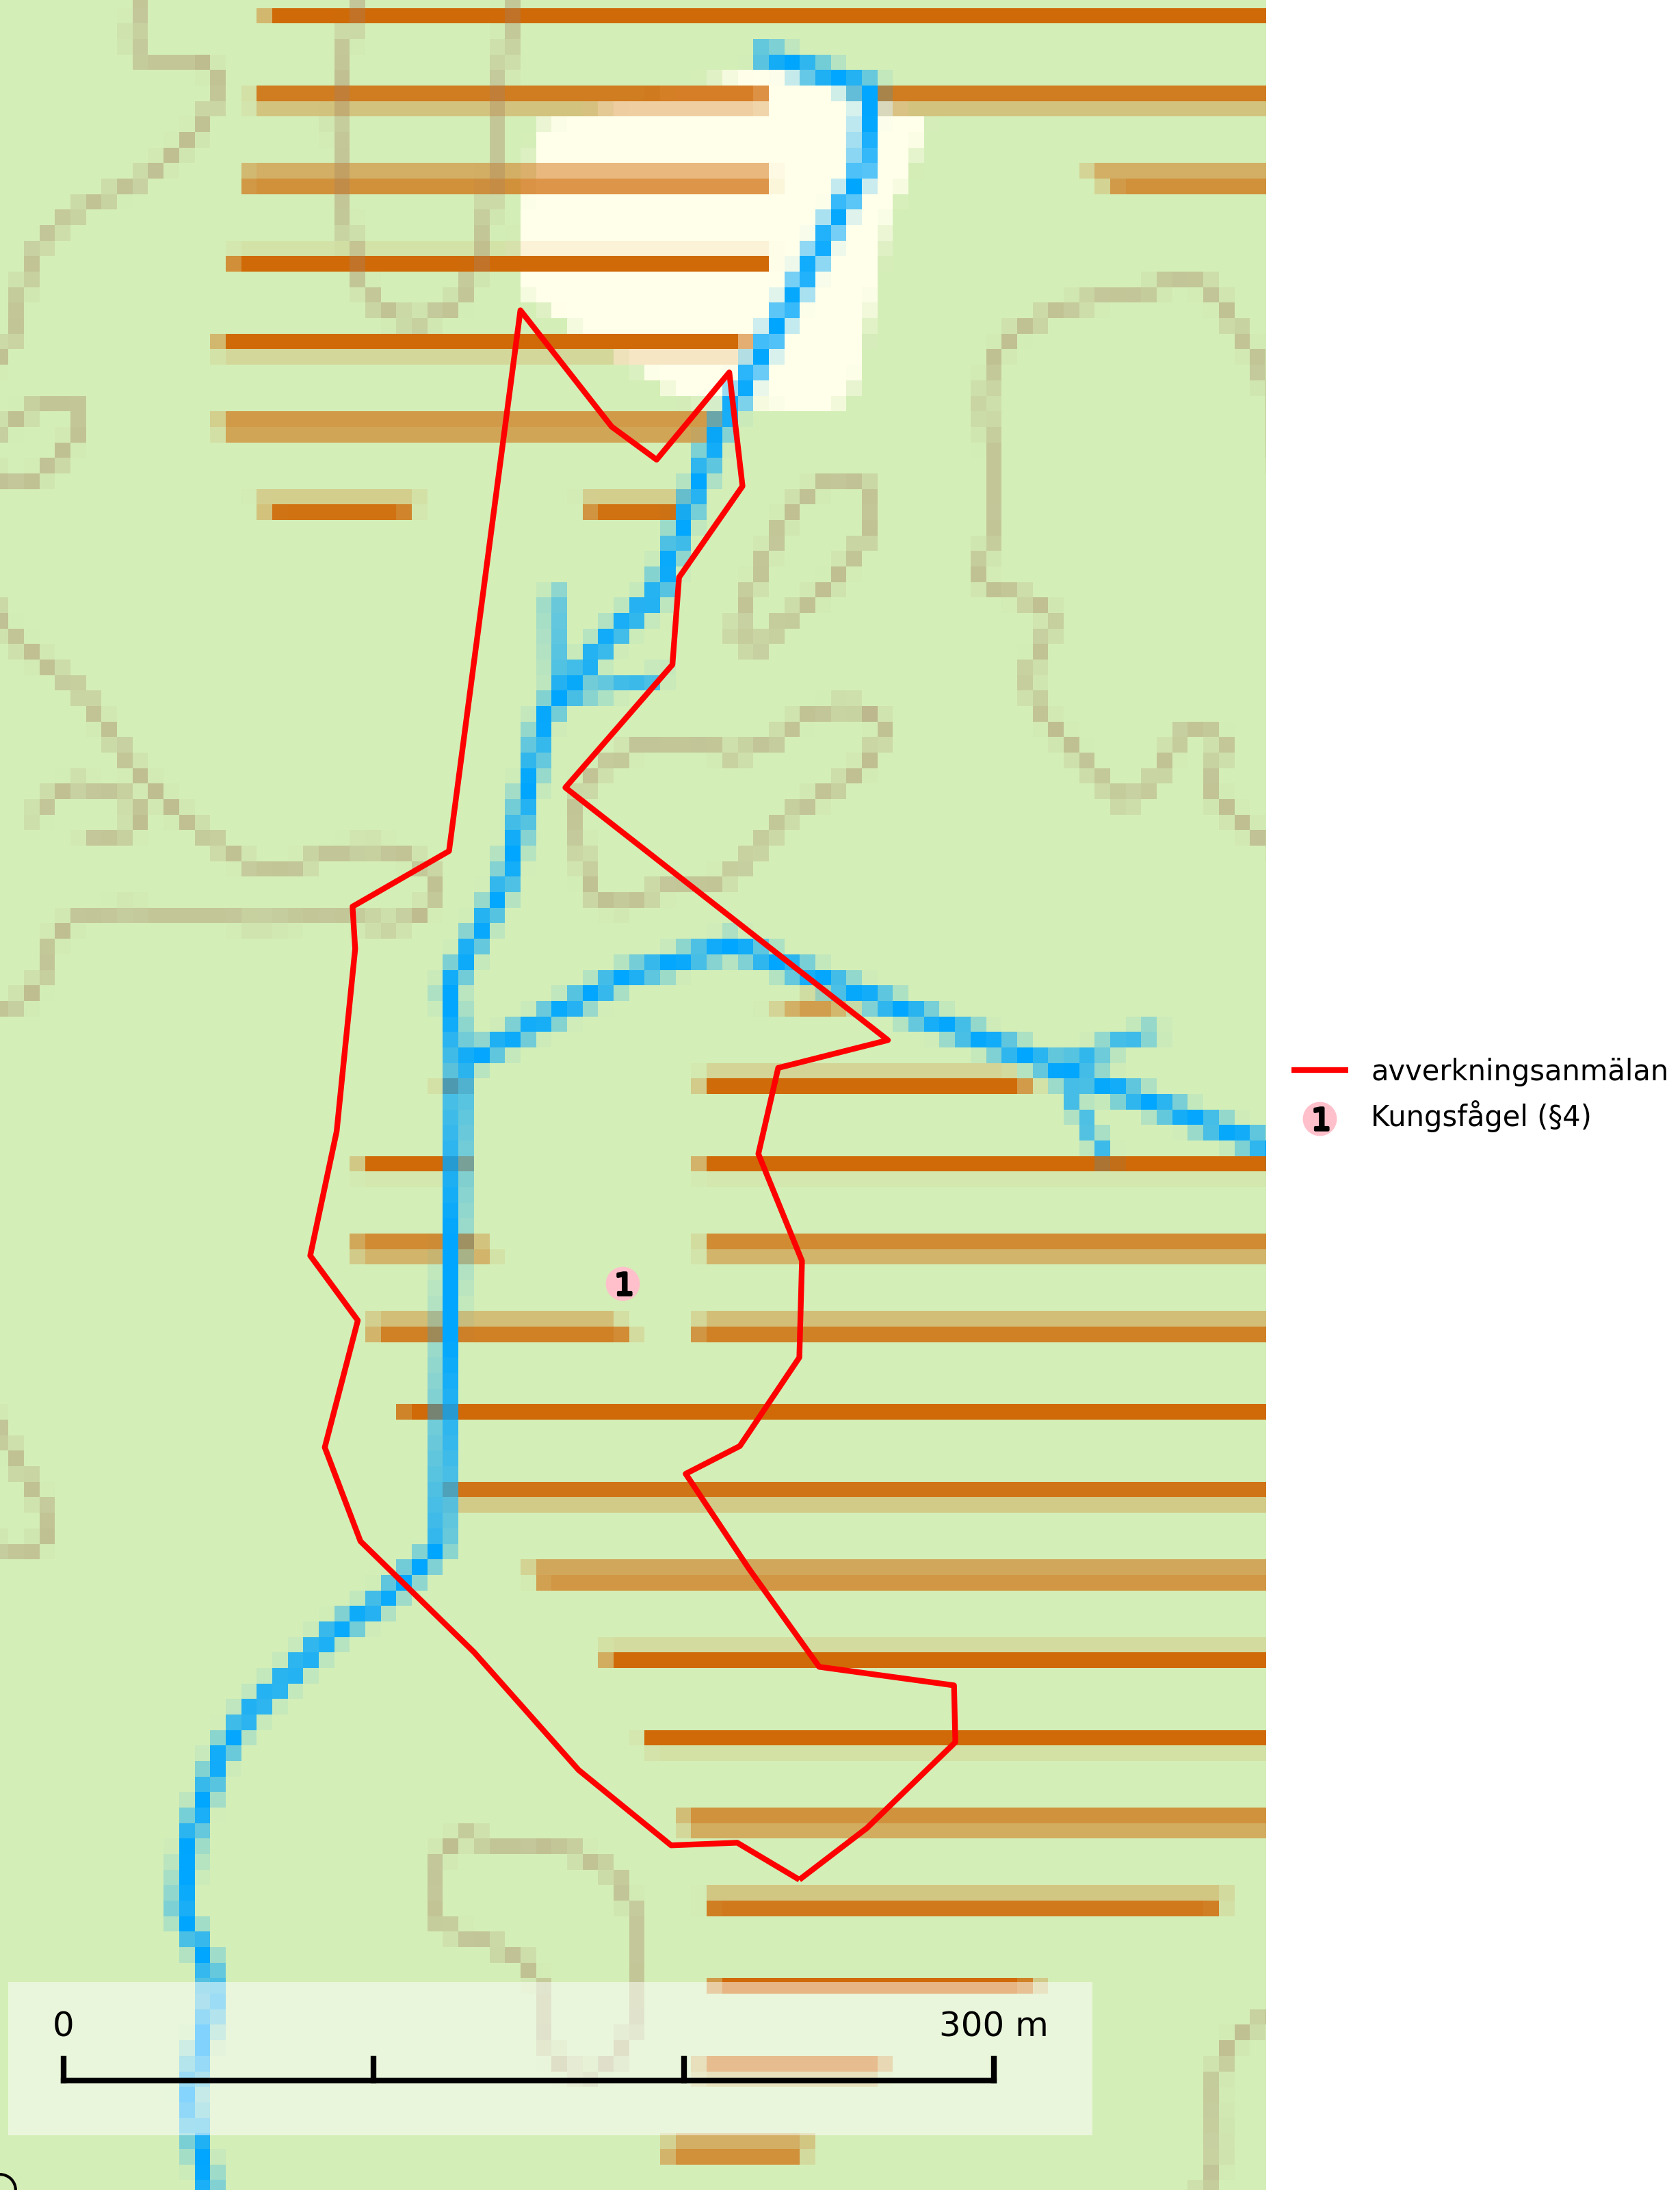 avverkningsanmälan
1 Kungsfågel (§4)
1
0 300 m